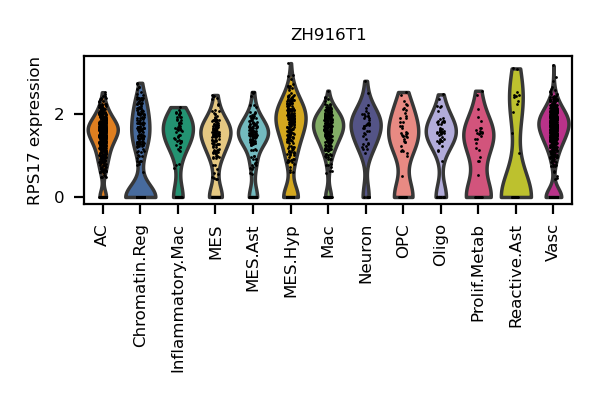 ZH916T1
RPS17 expression
2
0
AC
Chromatin.Reg
Inflammatory.Mac
MES
MES.Ast
MES.Hyp
Mac
Neuron
OPC
Oligo
Prolif.Metab
Reactive.Ast
Vasc